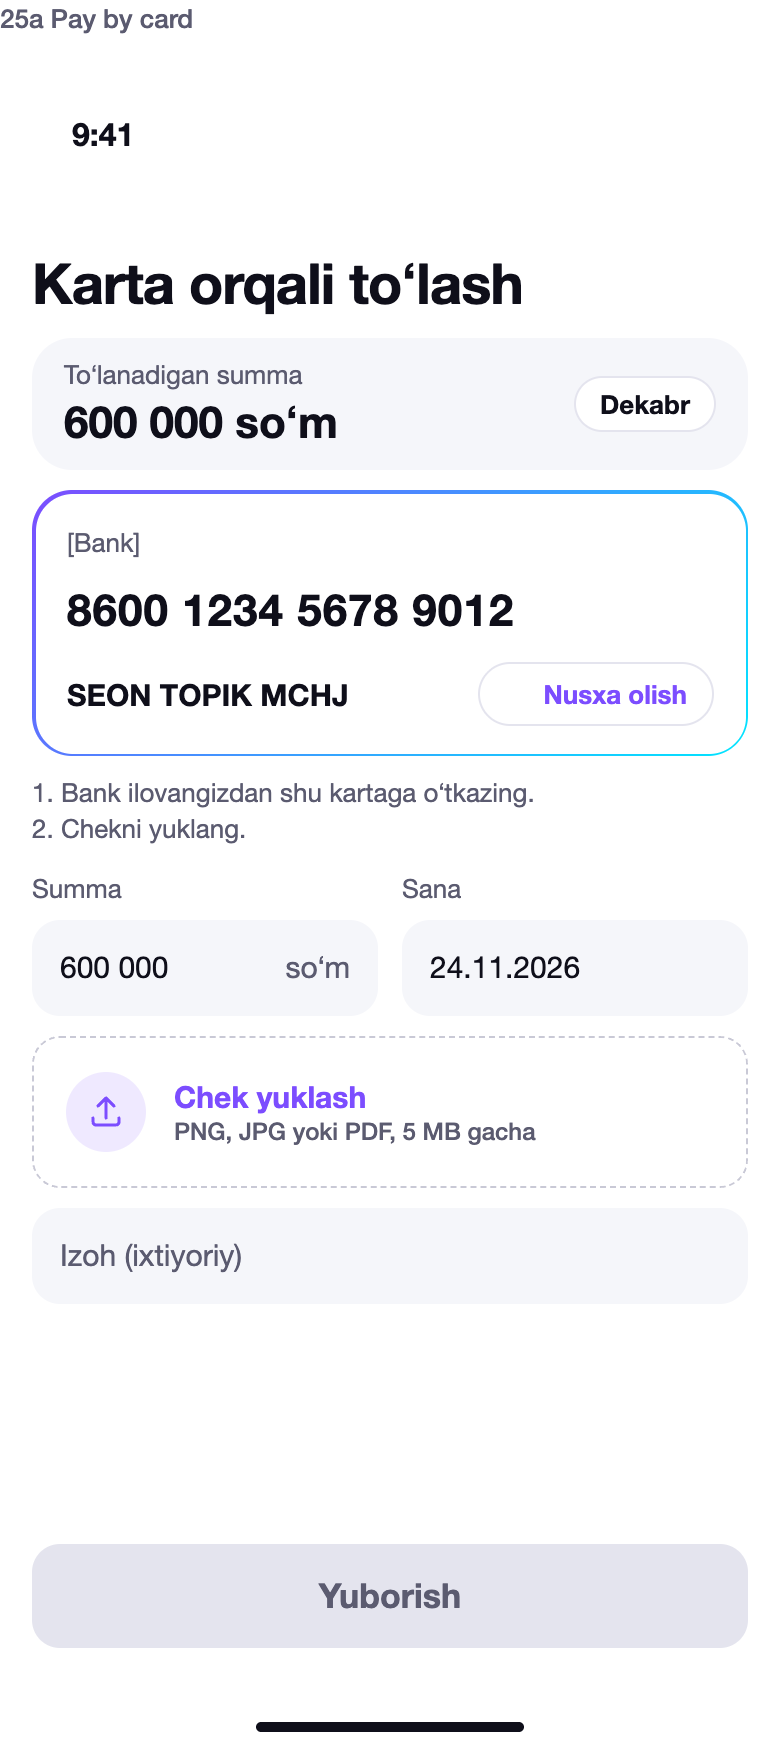 25a Pay by card
9:41
Karta orqali to‘lash
To‘lanadigan summa
600 000 so‘m
Dekabr
[Bank]
8600 1234 5678 9012
SEON TOPIK MCHJ
Nusxa olish
1. Bank ilovangizdan shu kartaga o‘tkazing.
2. Chekni yuklang.
Summa
Sana
600 000 so‘m
24.11.2026
Chek yuklash
PNG, JPG yoki PDF, 5 MB gacha
Izoh (ixtiyoriy)
Yuborish